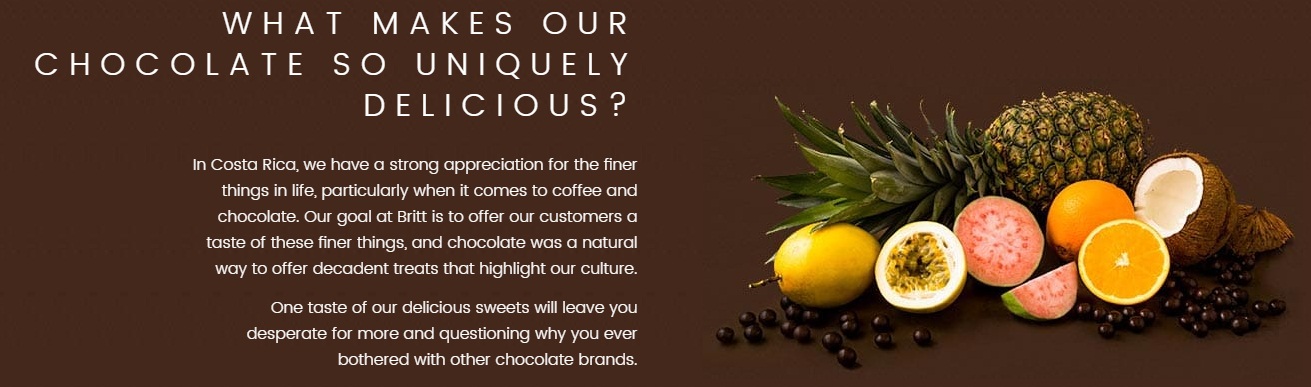 WHAT MAKES OUR
CHOCOLATE SO UNIQUELY
DELICIOUS?
In Costa Rica, we have a strong appreciation for the finer
things in life, particularly when it comes to coffee and
chocolate. Our goal at Britt is to offer our customers a
taste of these finer things, and chocolate was a natural
way to offer decadent treats that highlight our culture.
One taste of our delicious sweets will leave you
desperate for more and questioning why you ever
bothered with other chocolate brands.